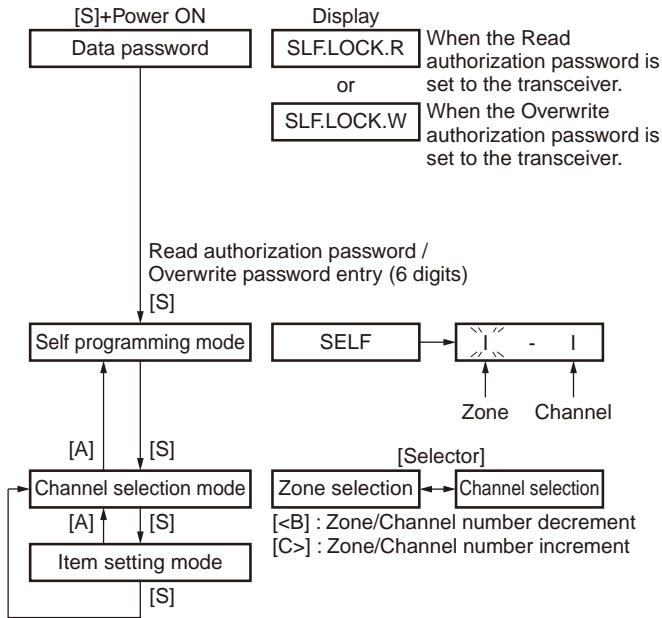 [S]+Power ON
Display
Data password
SLF.LOCK.R
When the Read
authorization password is
set to the transceiver.
or
SLF.LOCK.W
When the Overwrite
authorization password is
set to the transceiver.
Read authorization password /
Overwrite password entry (6 digits)
[S]
Self programming mode
SELF
I - I
Zone
Channel
[A]
[S]
[Selector]
Channel selection mode
Zone selection
Channel selection
[A]
[S]
[<B] : Zone/Channel number decrement
[C>] : Zone/Channel number increment
Item setting mode
[S]